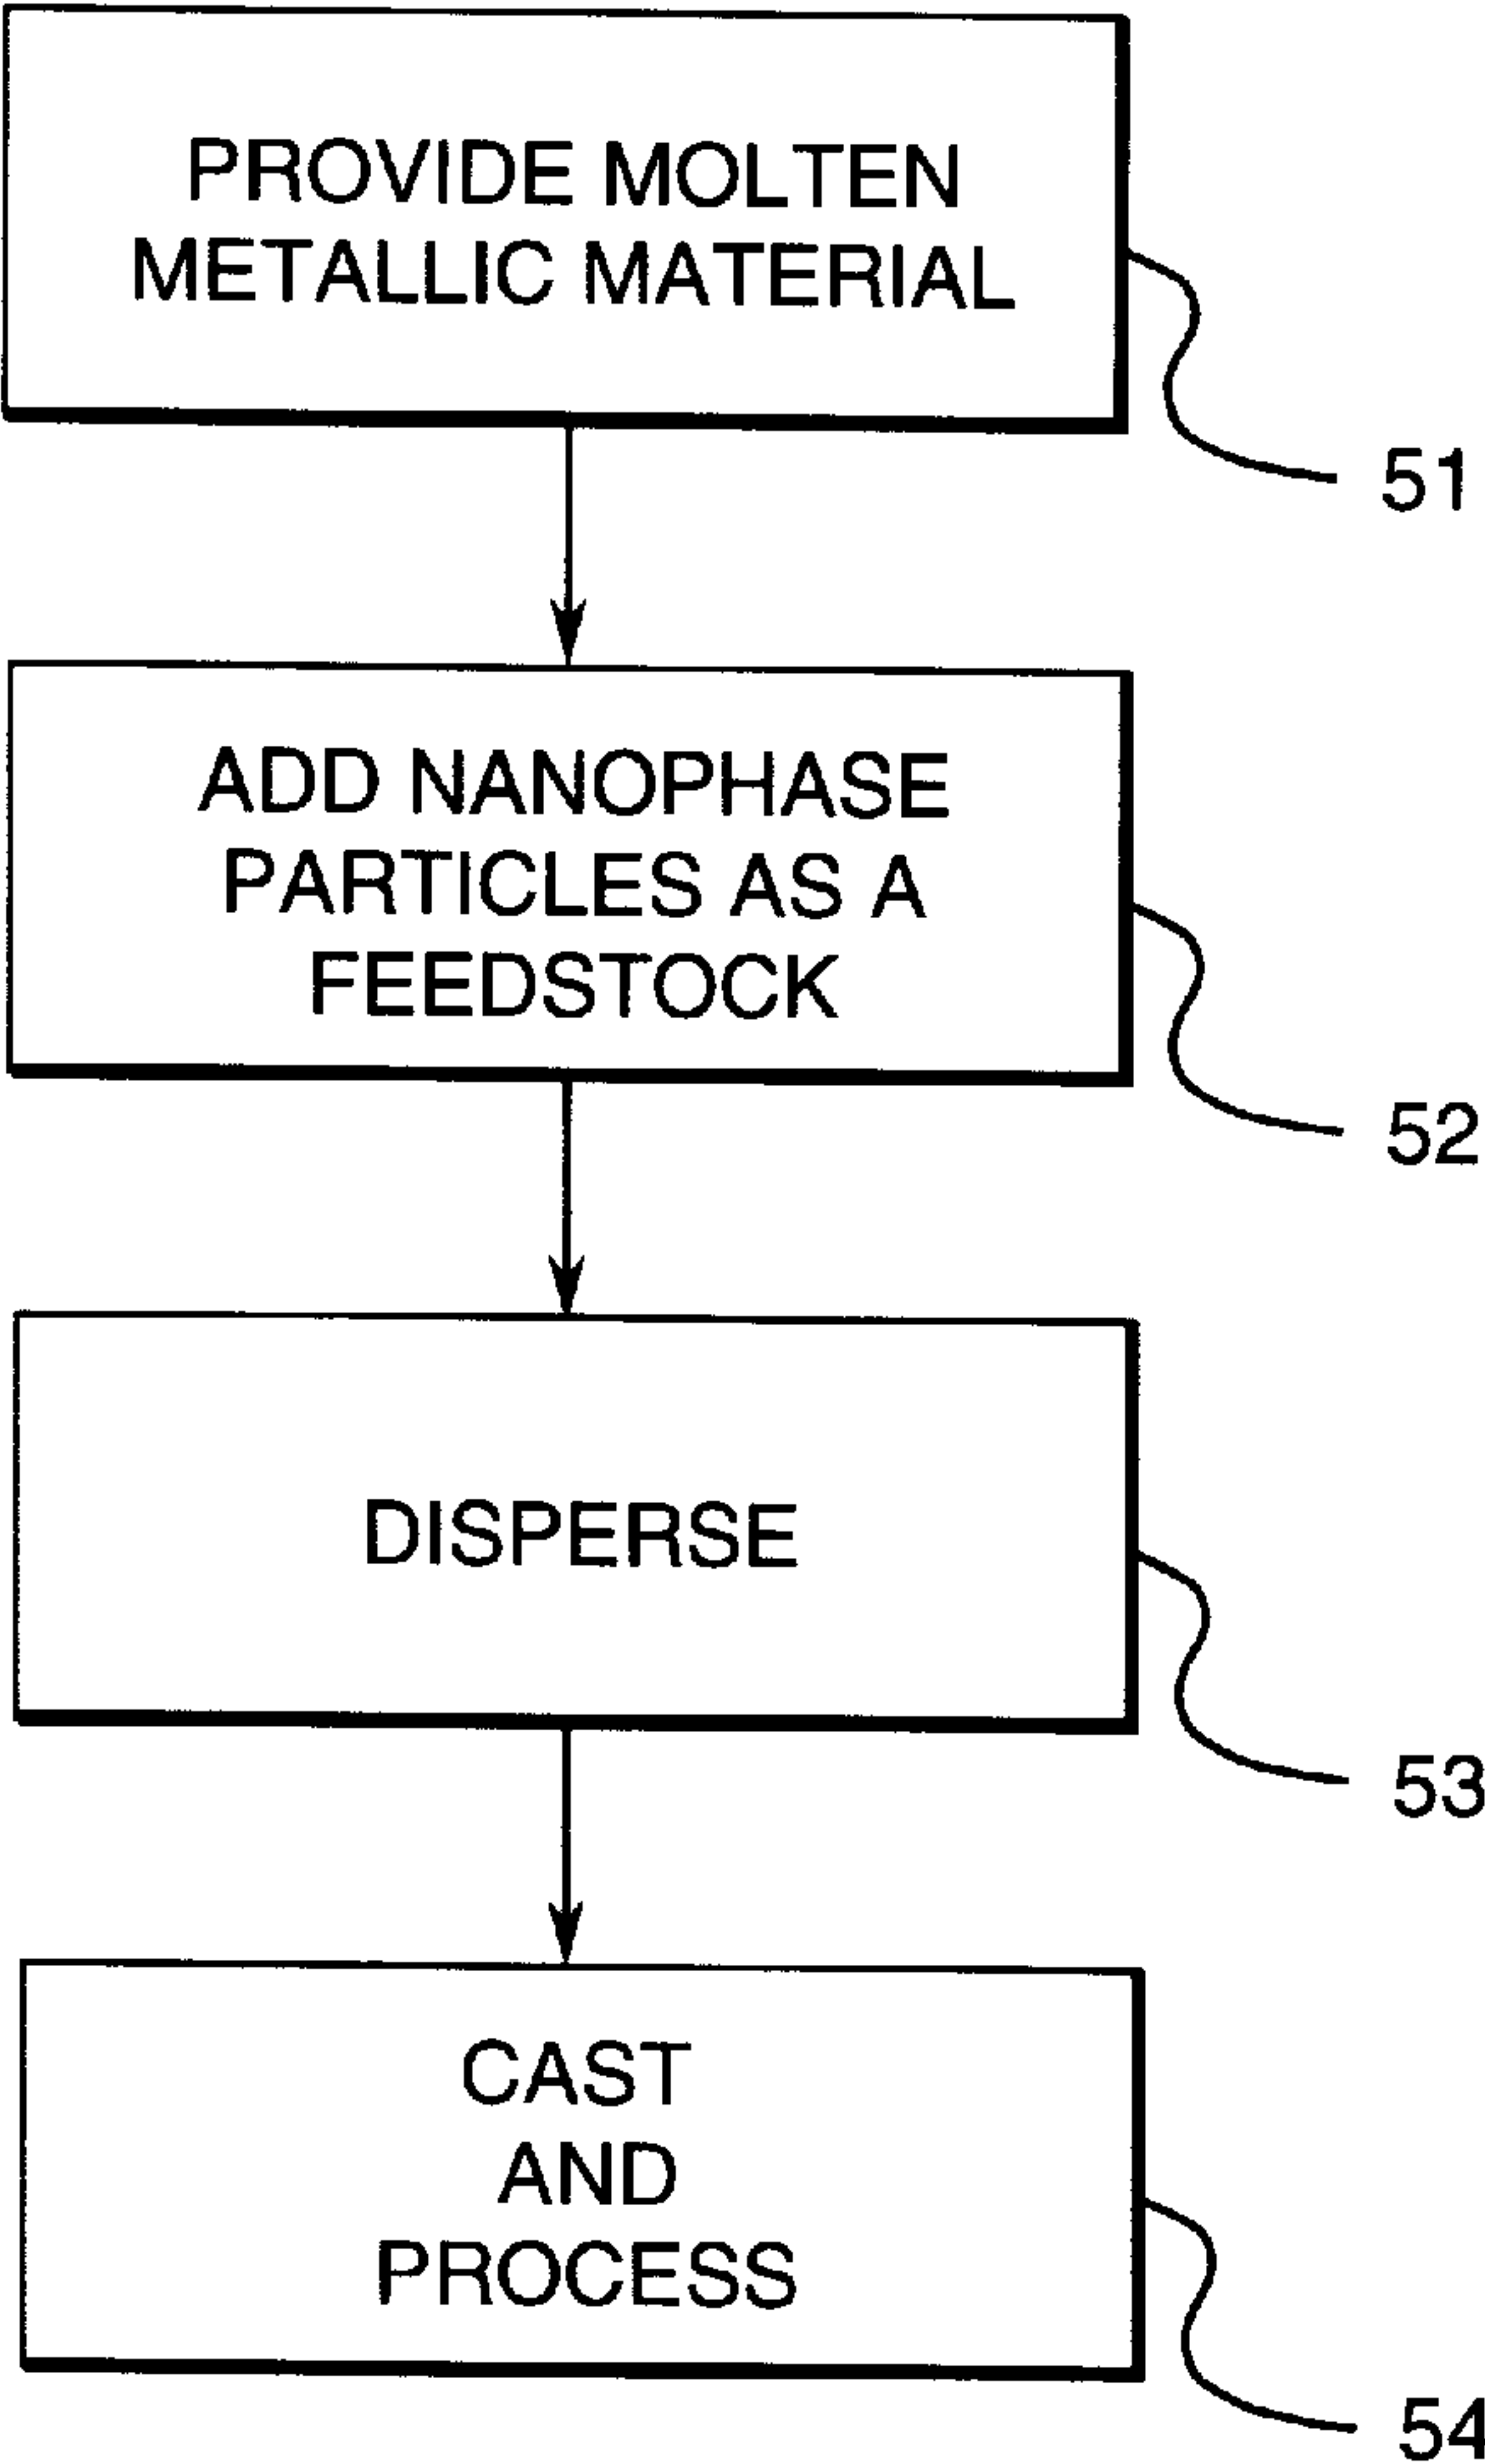 PROVIDE MOLTEN
METALLIC MATERIAL
51
ADD NANOPHASE
PARTICLES AS A
FEEDSTOCK
52
DISPERSE
53
CAST
AND
PROCESS
54